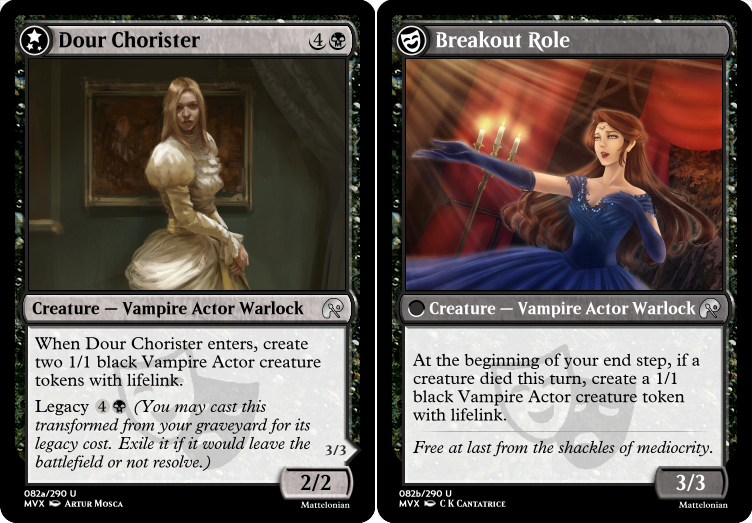 Dour Chorister 4
Creature — Vampire Actor Warlock
When Dour Chorister enters, create
two 1/1 black Vampire Actor creature
tokens with lifelink.
Legacy 4 (You may cast this
transformed from your graveyard for its
legacy cost. Exile it if it would leave the
battlefield or not resolve.)
3/3
2/2
082a/290 U
MVX Artur Mosca
Mattelonian
Breakout Role
Creature — Vampire Actor Warlock
At the beginning of your end step, if a
creature died this turn, create a 1/1
black Vampire Actor creature token
with lifelink.
Free at last from the shackles of mediocrity.
3/3
082b/290 U
MVX C K Cantatrice
Mattelonian